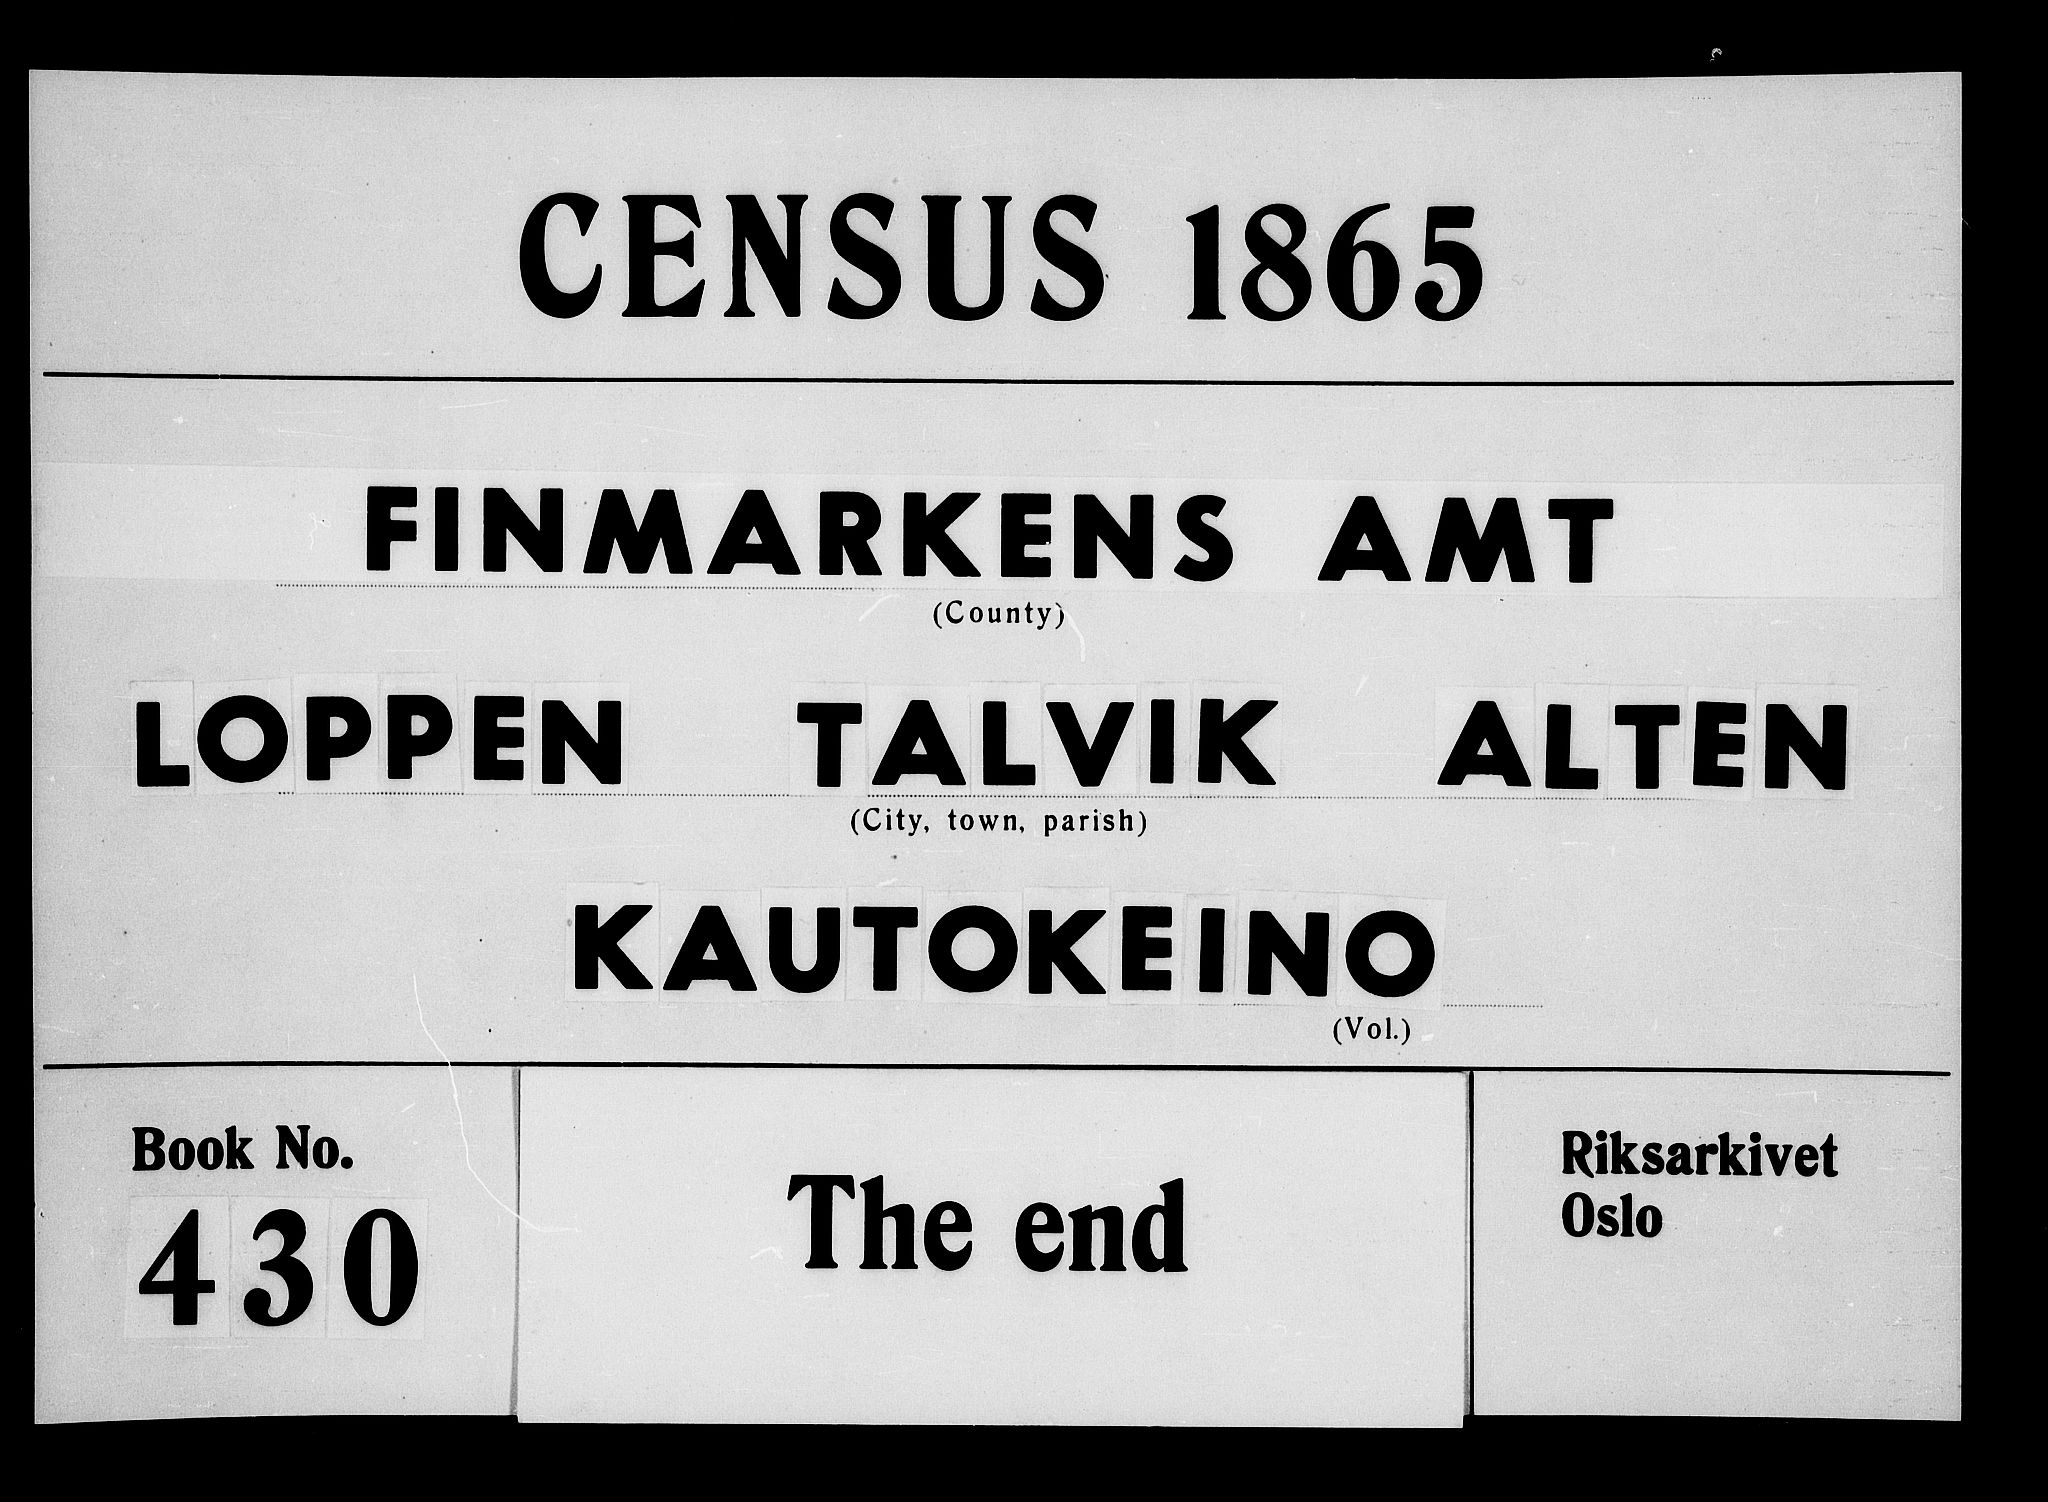 CENSUS 1865
FINMARKENS AMT
(County)
LOPPEN TALVIK ALTEN
(City, town, parish)
KAUTOKEINO
(Vol.)
Book No.
430
The end
Riksarkivet
Oslo